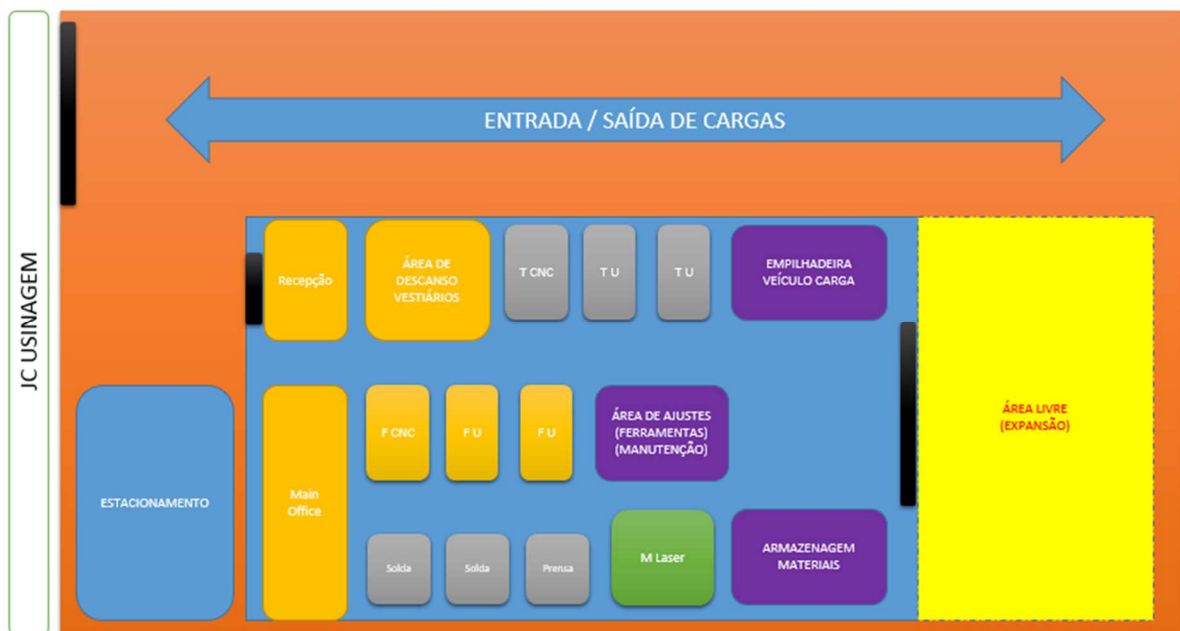 JC USINAGEM
ENTRADA / SAÍDA DE CARGAS
Recepção
ÁREA DE
DESCANSO
VESTIÁRIOS
T CNC
T U
T U
EMPILHADEIRA
VEÍCULO CARGA
ESTACIONAMENTO
Main
Office
F CNC
F U
F U
ÁREA DE AJUSTES
(FERRAMENTAS)
(MANUTENÇÃO)
ÁREA LIVRE
(EXPANSÃO)
Solda
Solda
Prensa
M Laser
ARMAZENAGEM
MATERIAIS